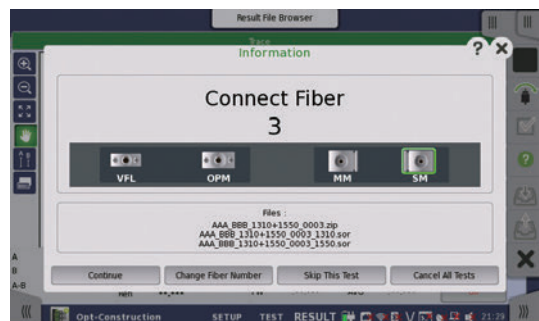 Result File Browser
Trace
Information
? X
Connect Fiber
3
VFL OPM MM SM
Files :
AAA_BBB_1310+1550_0003.zip
AAA_BBB_1310+1550_0003_1310.sor
AAA_BBB_1310+1550_0003_1550.sor
A
B
A-B
Continue Change Fiber Number Skip This Test Cancel All Tests
Opt-Construction SETUP TEST RESULT V 21:29